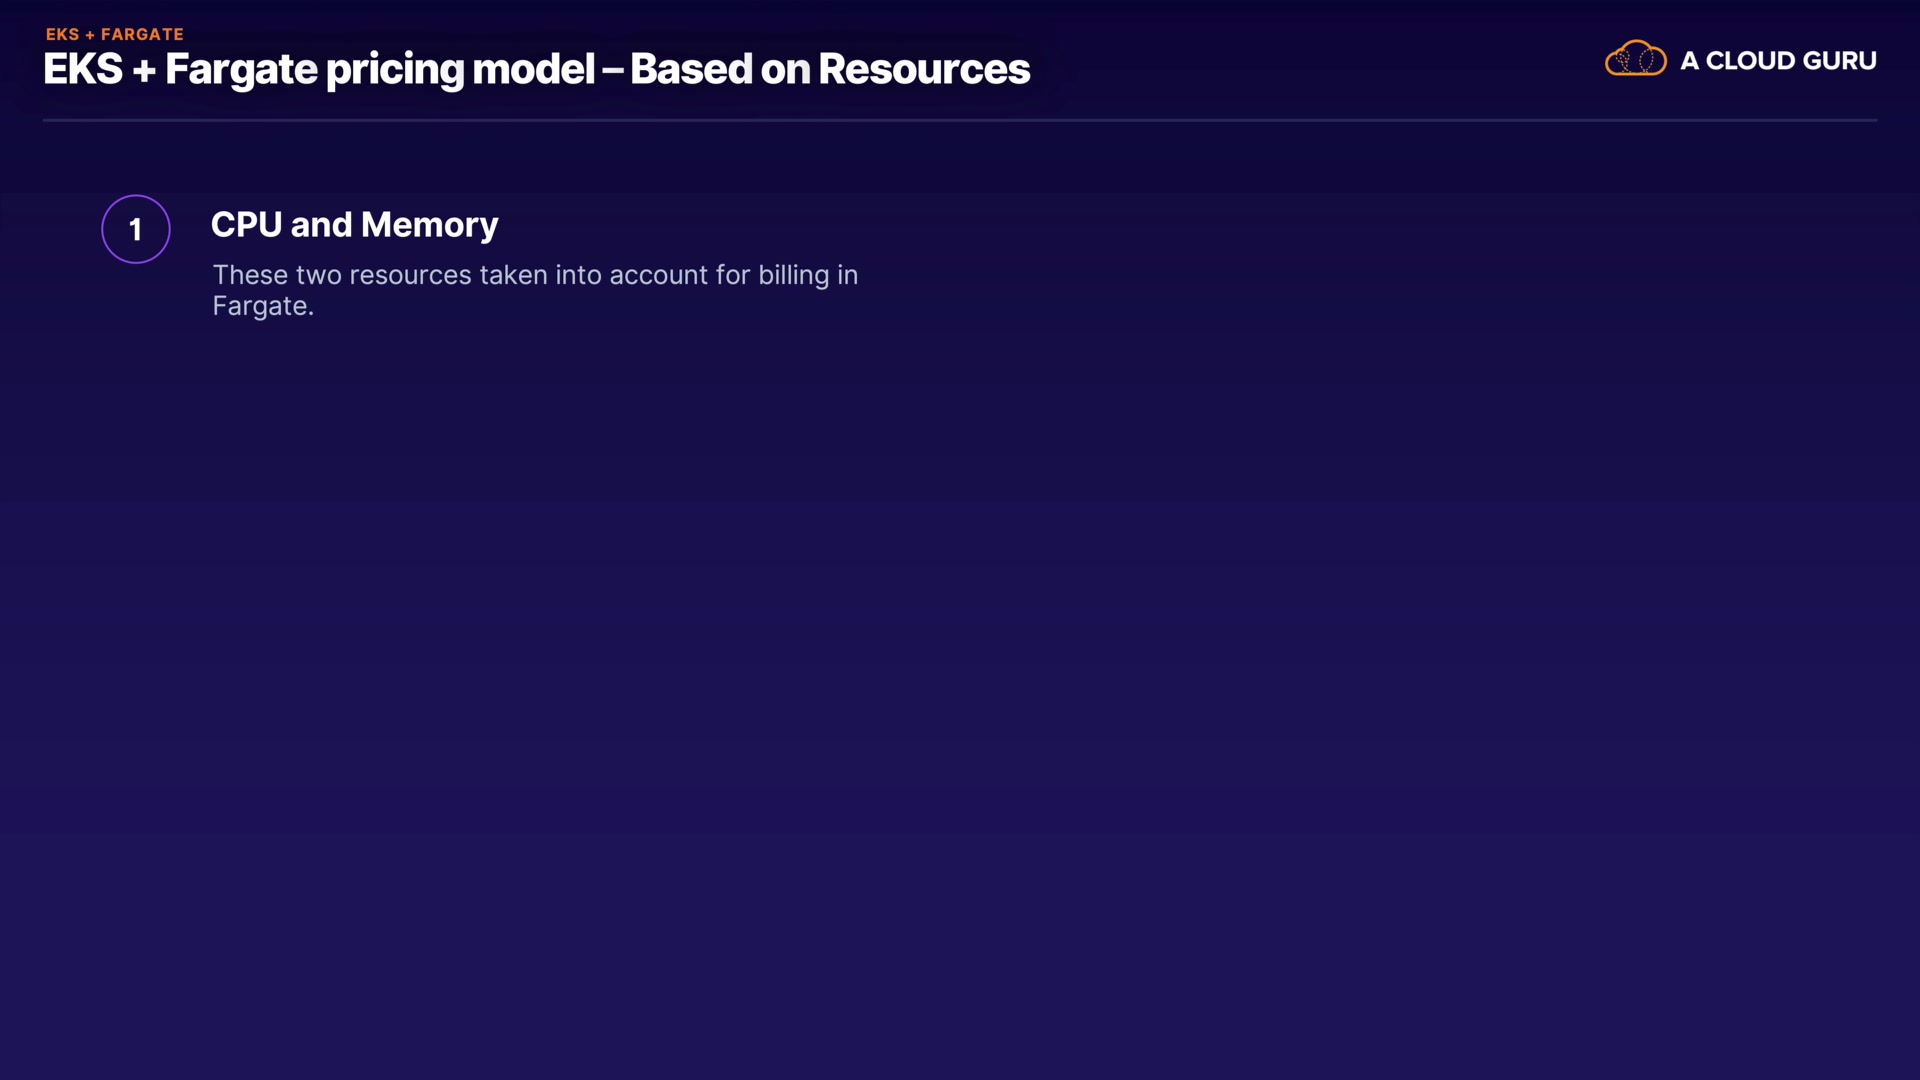 EKS + FARGATE
EKS + Fargate pricing model – Based on Resources
A CLOUD GURU
1
CPU and Memory
These two resources taken into account for billing in
Fargate.